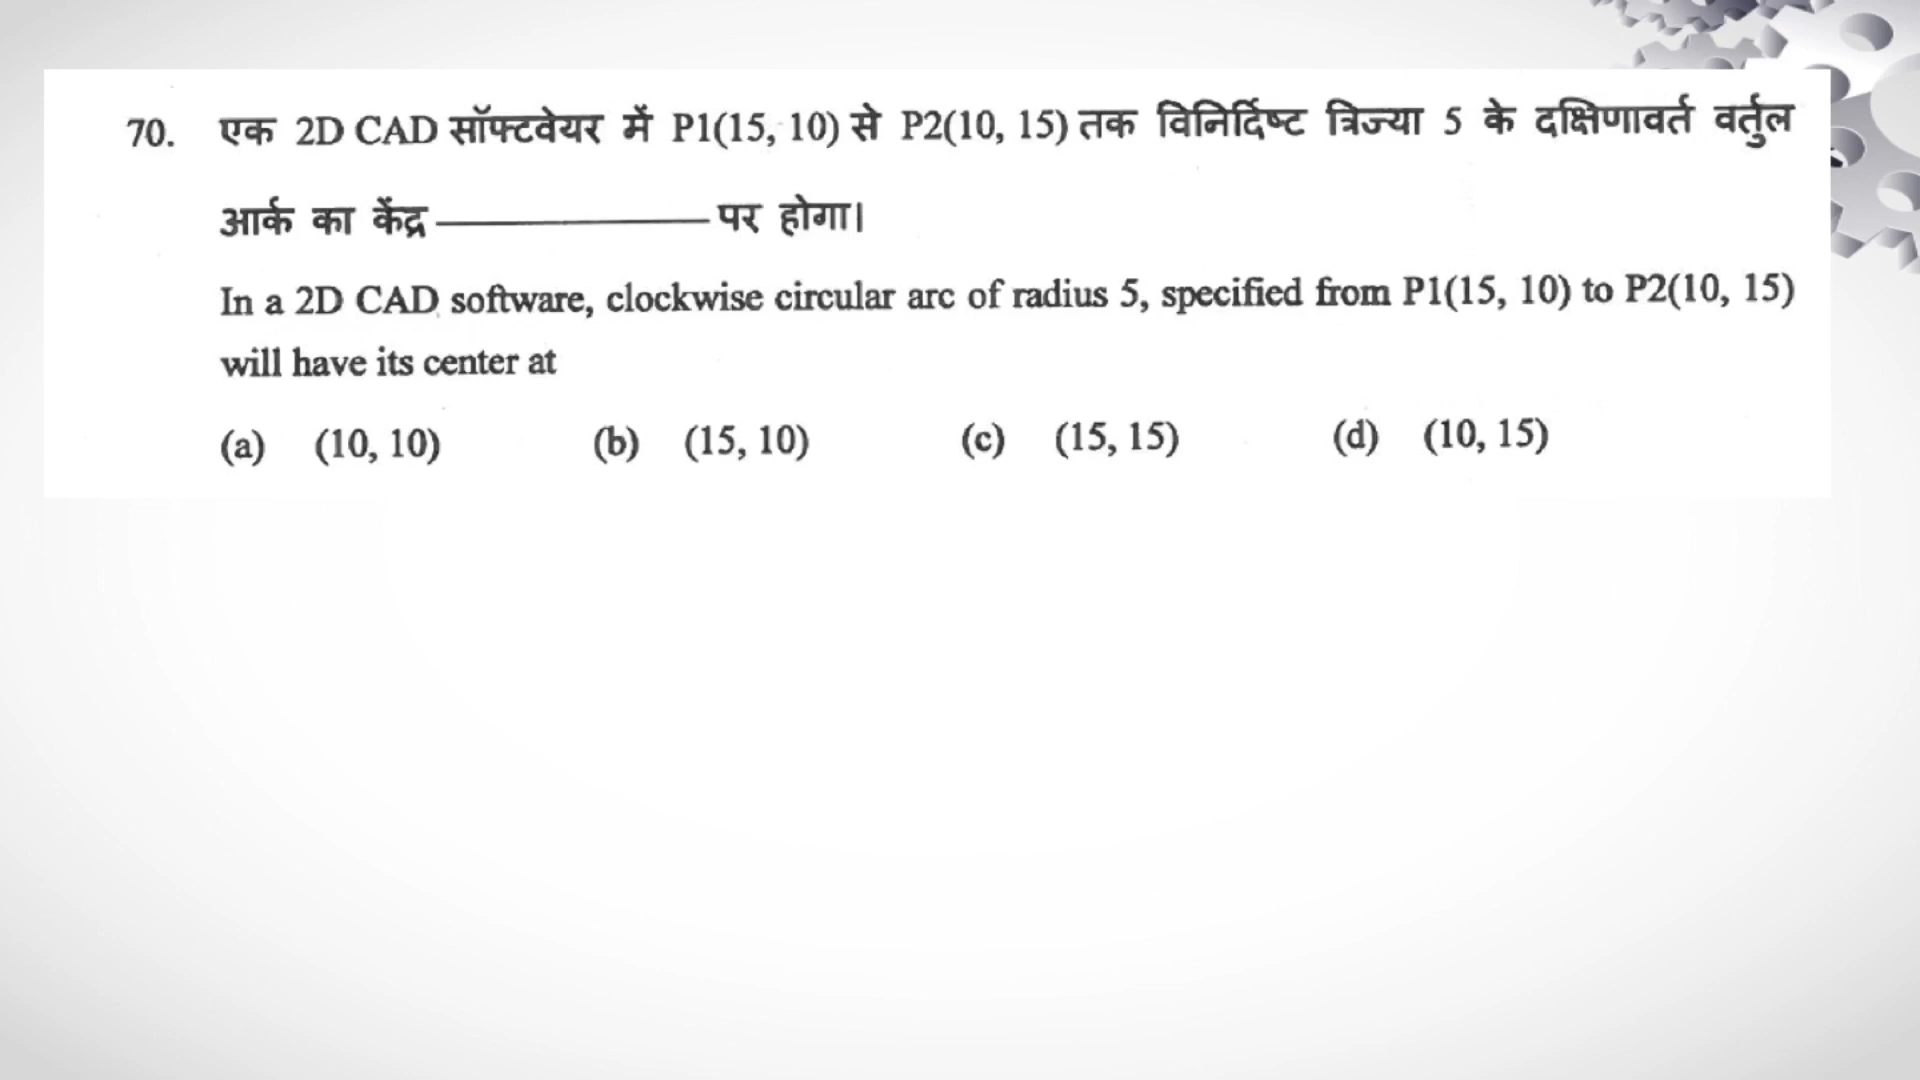 70. एक 2D CAD सॉफ्टवेयर में P1(15, 10) से P2(10, 15) तक विनिर्दिष्ट त्रिज्या 5 के दक्षिणावर्त वर्तुल
आर्क का केंद्र ____________ पर होगा।
In a 2D CAD software, clockwise circular arc of radius 5, specified from P1(15, 10) to P2(10, 15)
will have its center at
(a) (10, 10) (b) (15, 10) (c) (15, 15) (d) (10, 15)